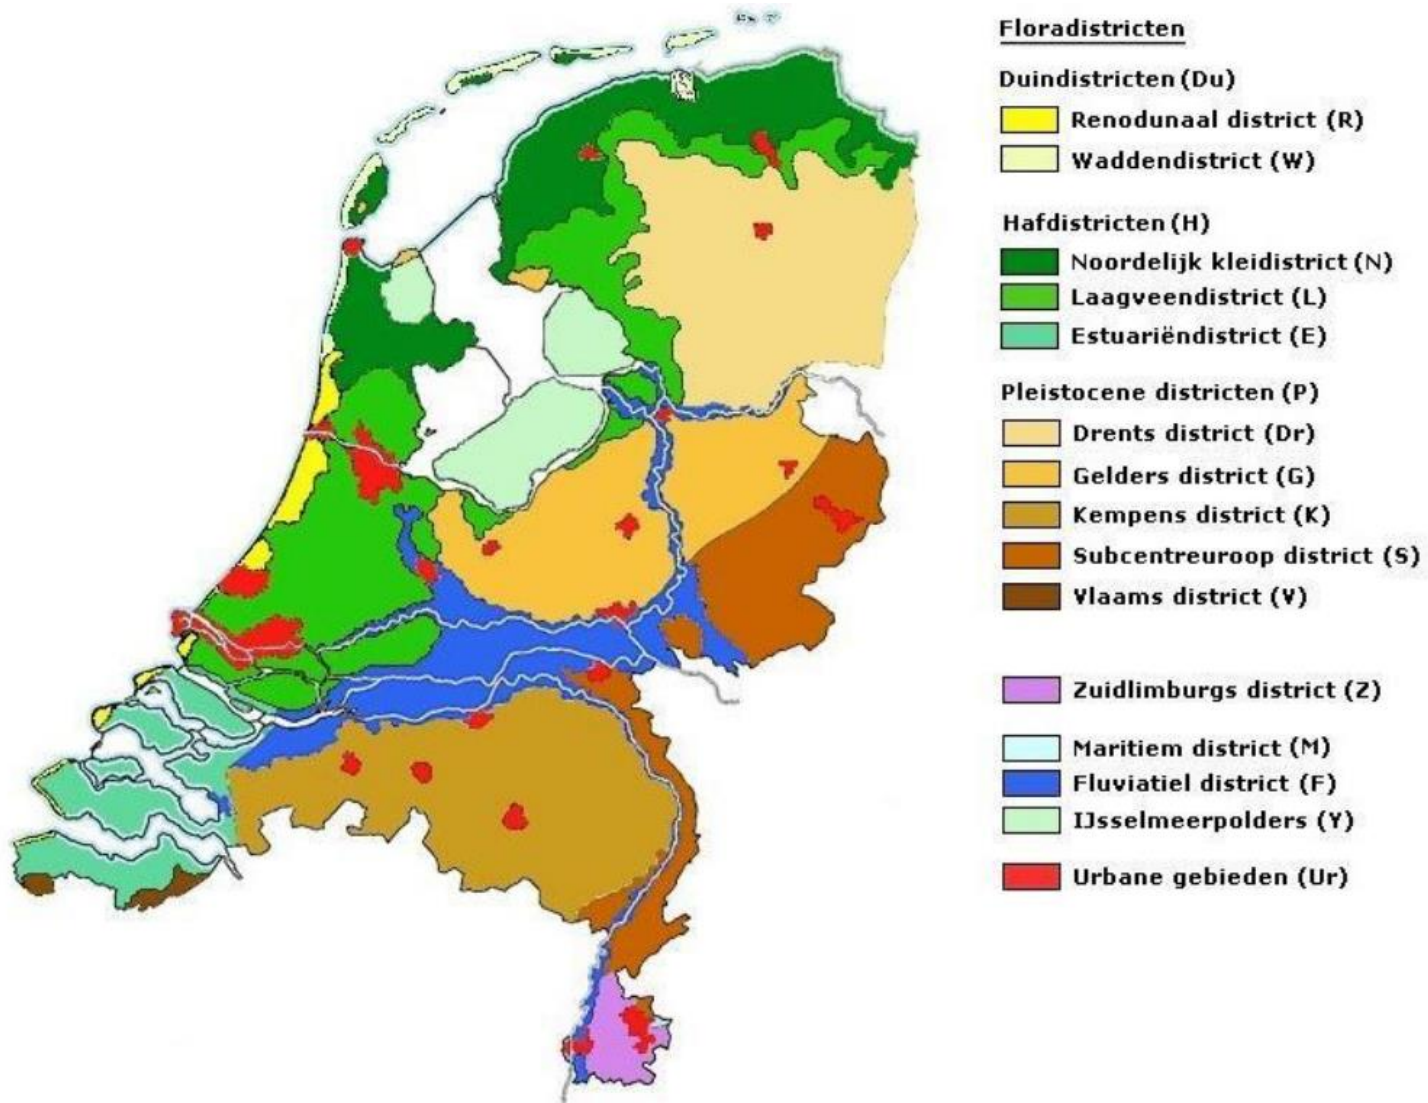 Floradistricten
Duindistricten (Du)
Renodunaal district (R)
Waddendistrict (W)
Hafdistricten (H)
Noordelijk kleidistrict (N)
Laagveendistrict (L)
Estuariëndistrict (E)
Pleistocene districten (P)
Drents district (Dr)
Gelders district (G)
Kempens district (K)
Subcentreuroop district (S)
Vlaams district (V)
Zuidlimburgs district (Z)
Maritiem district (M)
Fluviatiel district (F)
IJsselmeerpolders (Y)
Urbane gebieden (Ur)